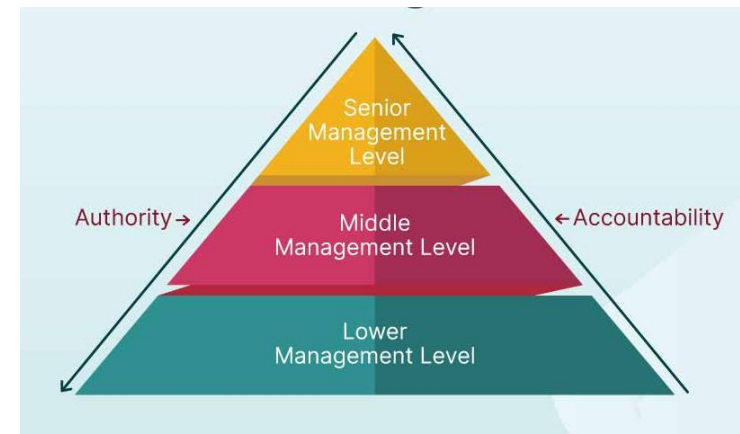 Senior
Management
Level
Authority→
←Accountability
Middle
Management Level
Lower
Management Level